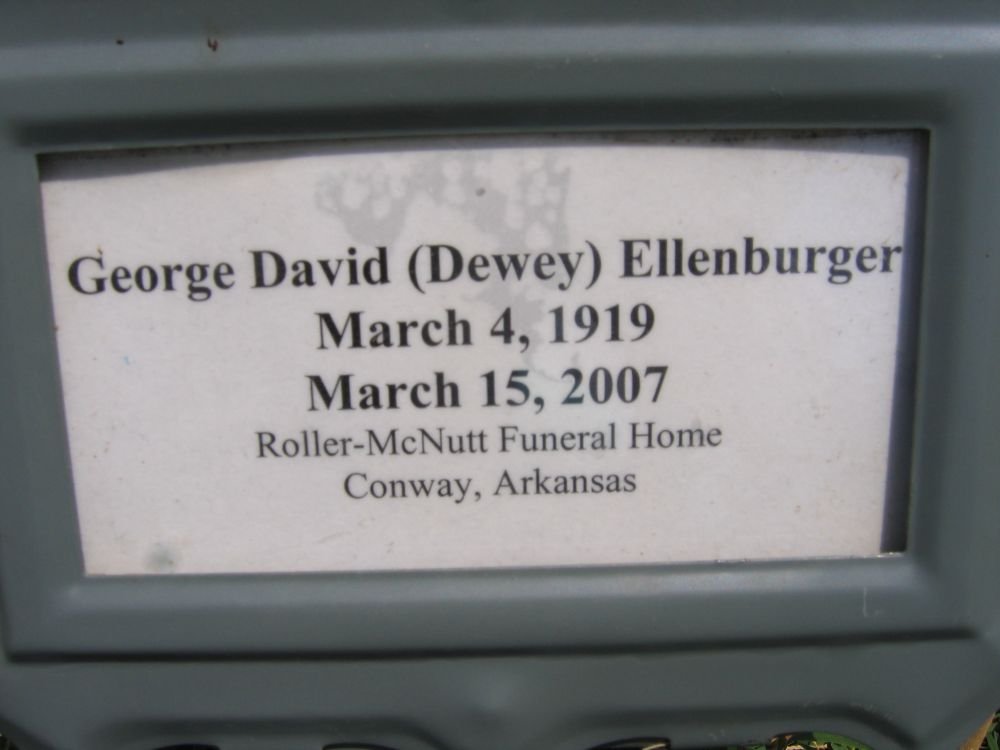 George David (Dewey) Ellenburger
March 4, 1919
March 15, 2007
Roller-McNutt Funeral Home
Conway, Arkansas